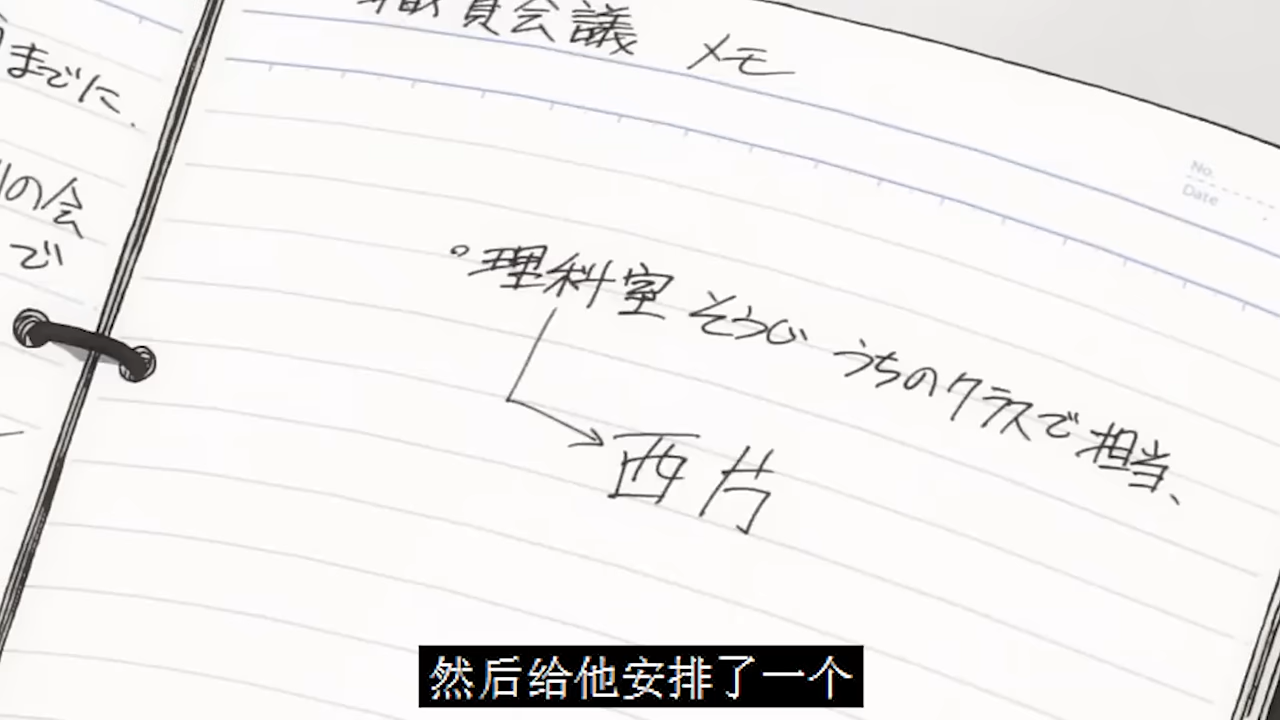 職員会議 メモ
までに.
の会
で
No.
Date
°理科室 そうじ うちのクラスで担当、
西片
然后给他安排了一个